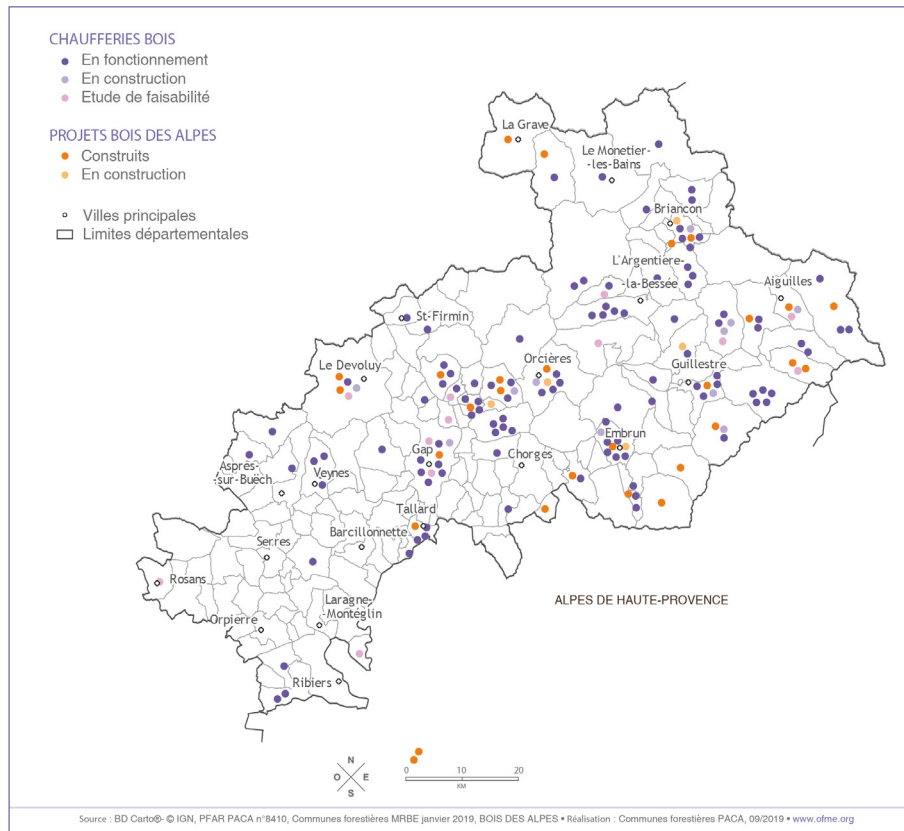 CHAUFFERIES BOIS
En fonctionnement
En construction
Etude de faisabilité
PROJETS BOIS DES ALPES
Construits
En construction
Villes principales
Limites départementales
La Grave
Le Monetier-
-les-Bains
Briancon
L'Argentiere-
-la-Bessée
Aiguilles
St-Firmin
Orcières
Le Devoluy
Guillestre
Embrun
Gap
Chorges
Aspres-
-sur-Buëch
Veynes
Tallard
Barcillonnette
Serres
Rosans
ALPES DE HAUTE-PROVENCE
Laragne-
-Montéglin
Orpierre
Ribiers
N
O E
S
0 20
KM
Source : BD Carto®- © IGN, PFAR PACA n°8410, Communes forestières MRBE janvier 2019, BOIS DES ALPES • Réalisation : Communes forestières PACA, 09/2019 • www.ofme.org